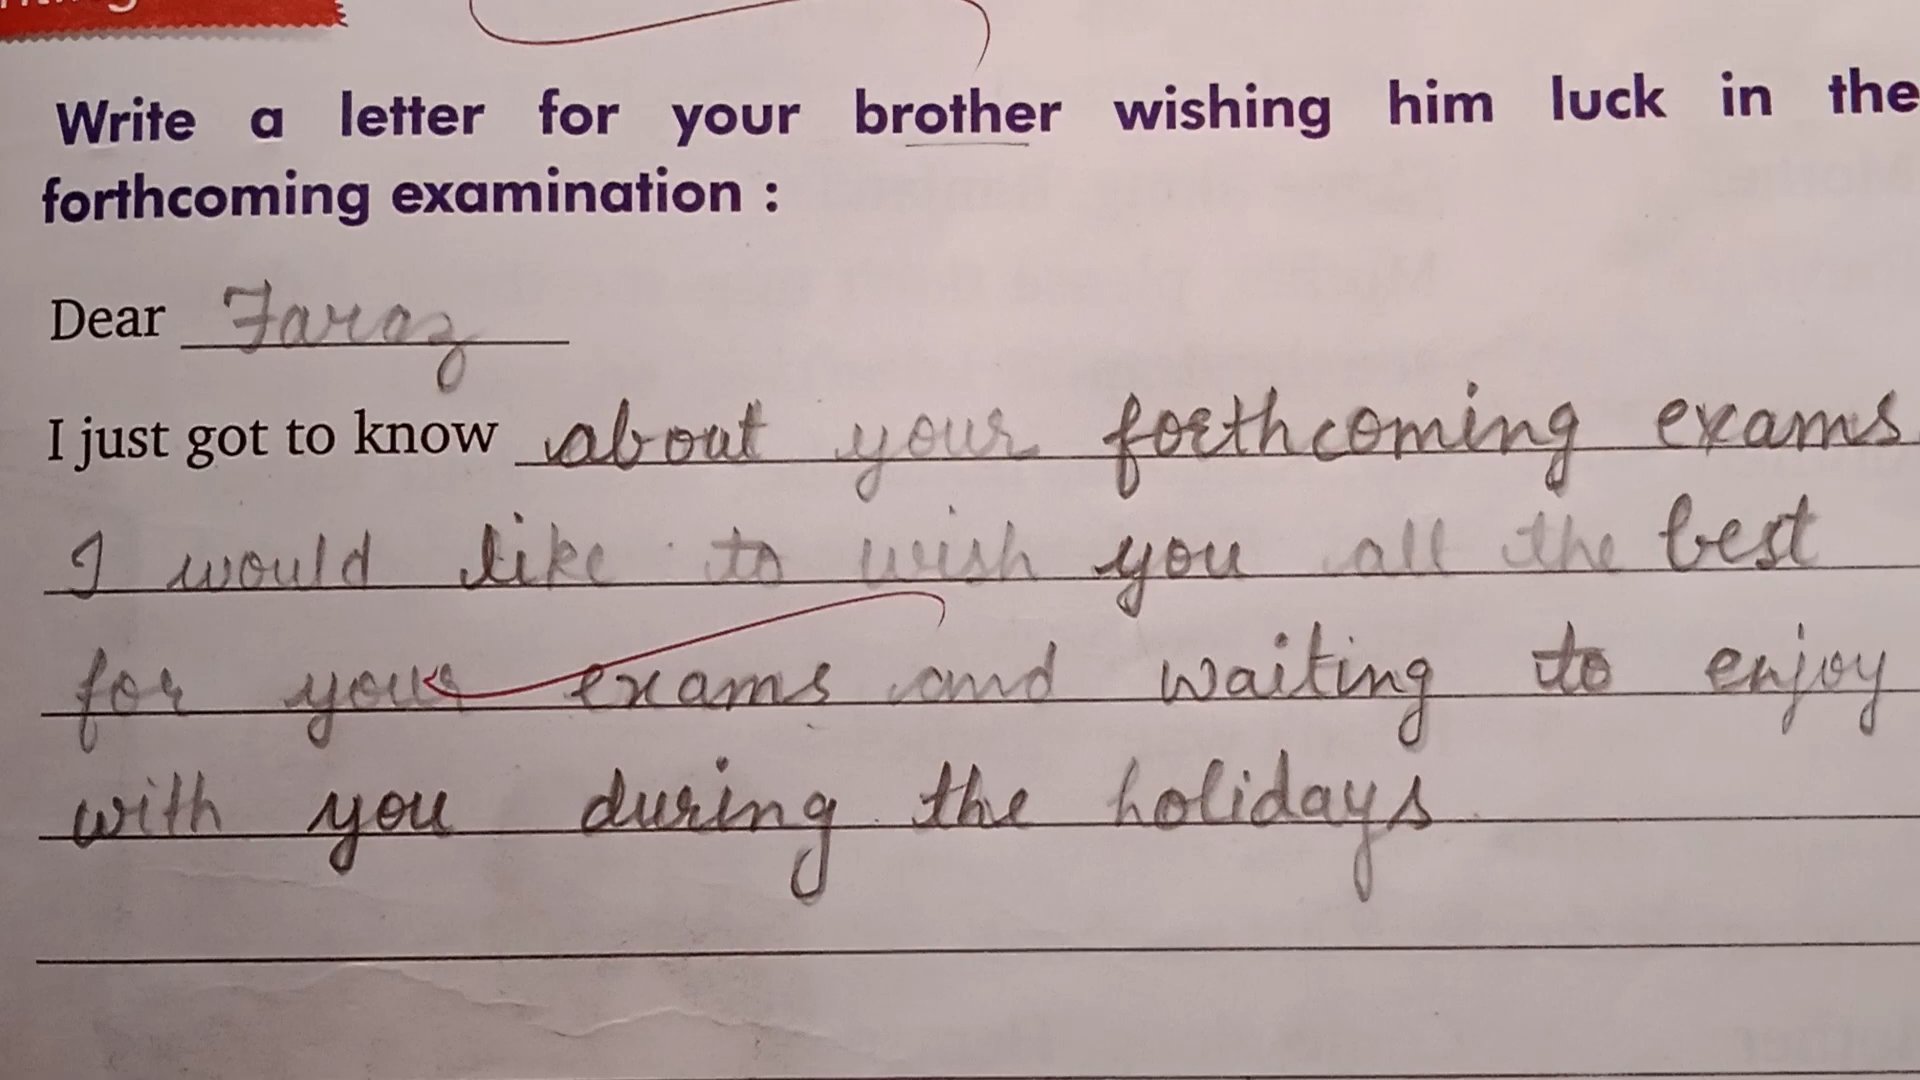 Write a letter for your brother wishing him luck in the
forthcoming examination :
Dear Faraz
I just got to know about your forthcoming exams
I would like to wish you all the best
for your exams and waiting to enjoy
with you during the holidays